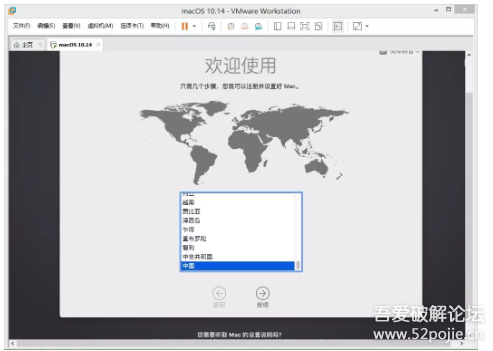 macOS 10.14 - VMware Workstation
文件(F) 编辑(E) 查看(V) 虚拟机(M) 选项卡(T) 帮助(H)
主页 macOS 10.14
欢迎使用
只需几个步骤，您就可以注册并设置好 Mac。
越南
赞比亚
泽西岛
乍得
直布罗陀
智利
中非共和国
中国
返回 继续
您需要听取 Mac 的设置说明吗?
吾爱破解论坛
www.52pojie.cn